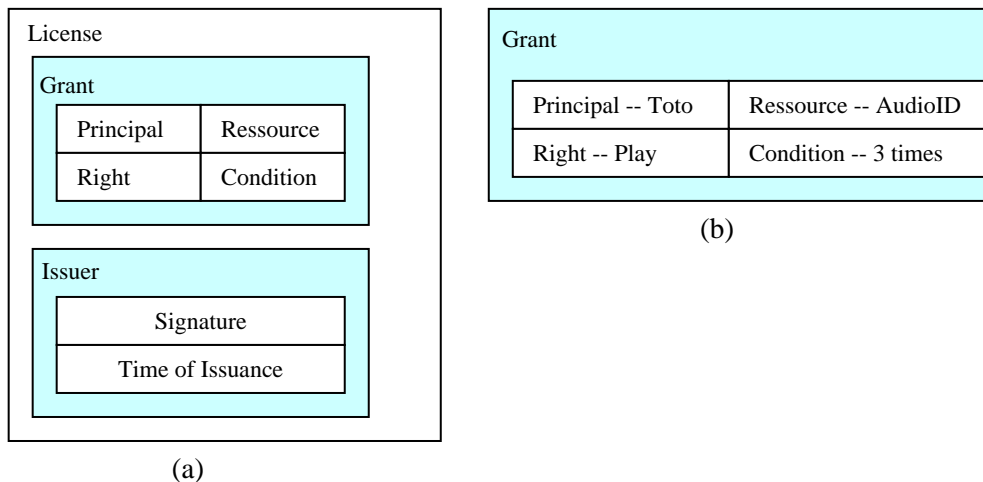 License
Grant
Principal Ressource
Right Condition
Issuer
Signature
Time of Issuance
(a)
Grant
Principal -- Toto Ressource -- AudioID
Right -- Play Condition -- 3 times
(b)